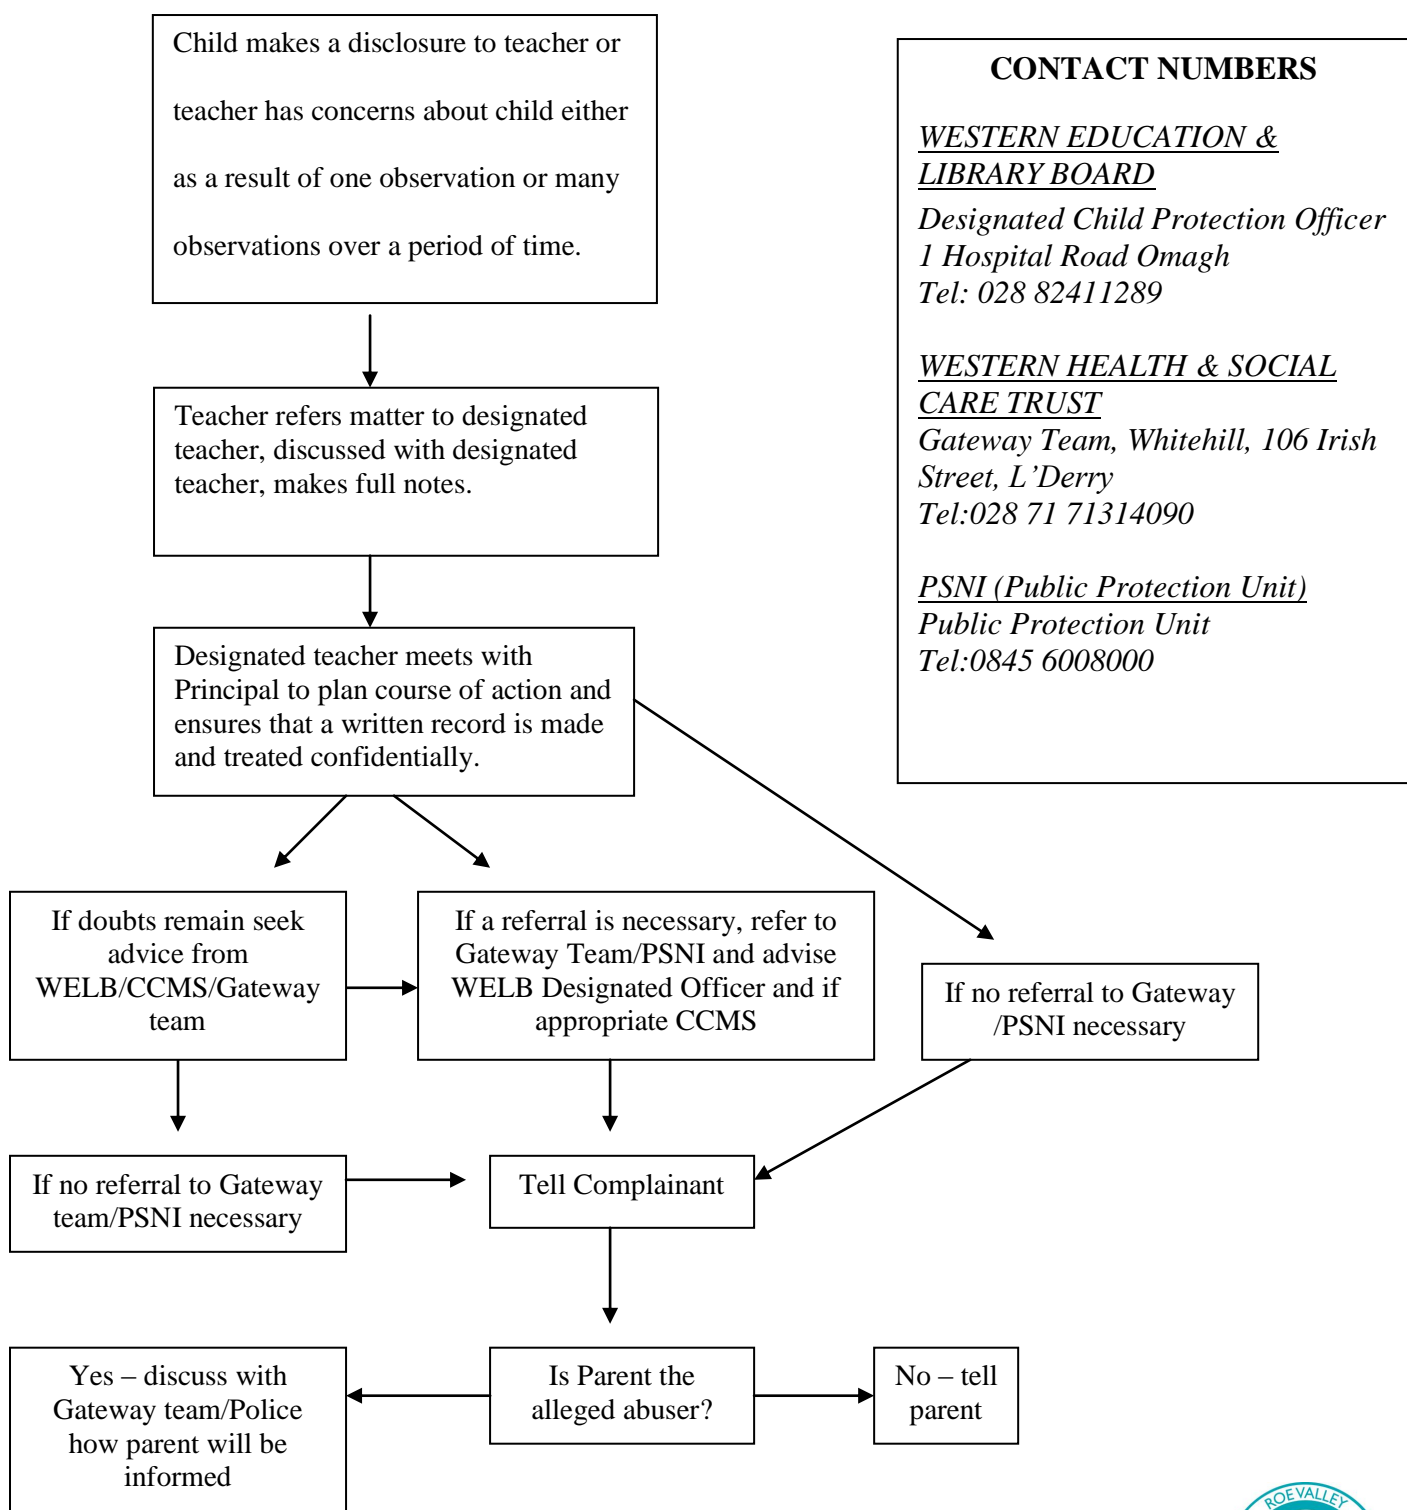 Child makes a disclosure to teacher or
teacher has concerns about child either
as a result of one observation or many
observations over a period of time.
Teacher refers matter to designated
teacher, discussed with designated
teacher, makes full notes.
Designated teacher meets with
Principal to plan course of action and
ensures that a written record is made
and treated confidentially.
If doubts remain seek
advice from
WELB/CCMS/Gateway
team
If a referral is necessary, refer to
Gateway Team/PSNI and advise
WELB Designated Officer and if
appropriate CCMS
If no referral to Gateway
/PSNI necessary
If no referral to Gateway
team/PSNI necessary
Tell Complainant
Yes – discuss with
Gateway team/Police
how parent will be
informed
Is Parent the
alleged abuser?
No – tell
parent
CONTACT NUMBERS
WESTERN EDUCATION &
LIBRARY BOARD
Designated Child Protection Officer
1 Hospital Road Omagh
Tel: 028 82411289
WESTERN HEALTH & SOCIAL
CARE TRUST
Gateway Team, Whitehill, 106 Irish
Street, L’Derry
Tel:028 71 71314090
PSNI (Public Protection Unit)
Public Protection Unit
Tel:0845 6008000
ROE VALLEY